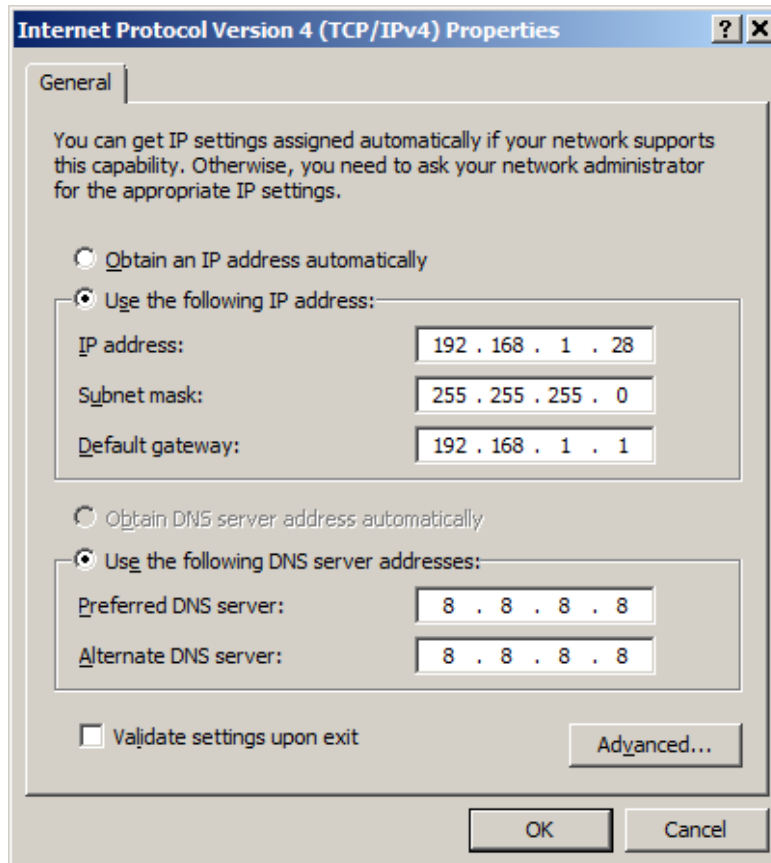 Internet Protocol Version 4 (TCP/IPv4) Properties
?
General
You can get IP settings assigned automatically if your network supports
this capability. Otherwise, you need to ask your network administrator
for the appropriate IP settings.
Obtain an IP address automatically
Use the following IP address:
IP address: 192 . 168 . 1 . 28
Subnet mask: 255 . 255 . 255 . 0
Default gateway: 192 . 168 . 1 . 1
Obtain DNS server address automatically
Use the following DNS server addresses:
Preferred DNS server: 8 . 8 . 8 . 8
Alternate DNS server: 8 . 8 . 8 . 8
Validate settings upon exit
Advanced...
OK Cancel